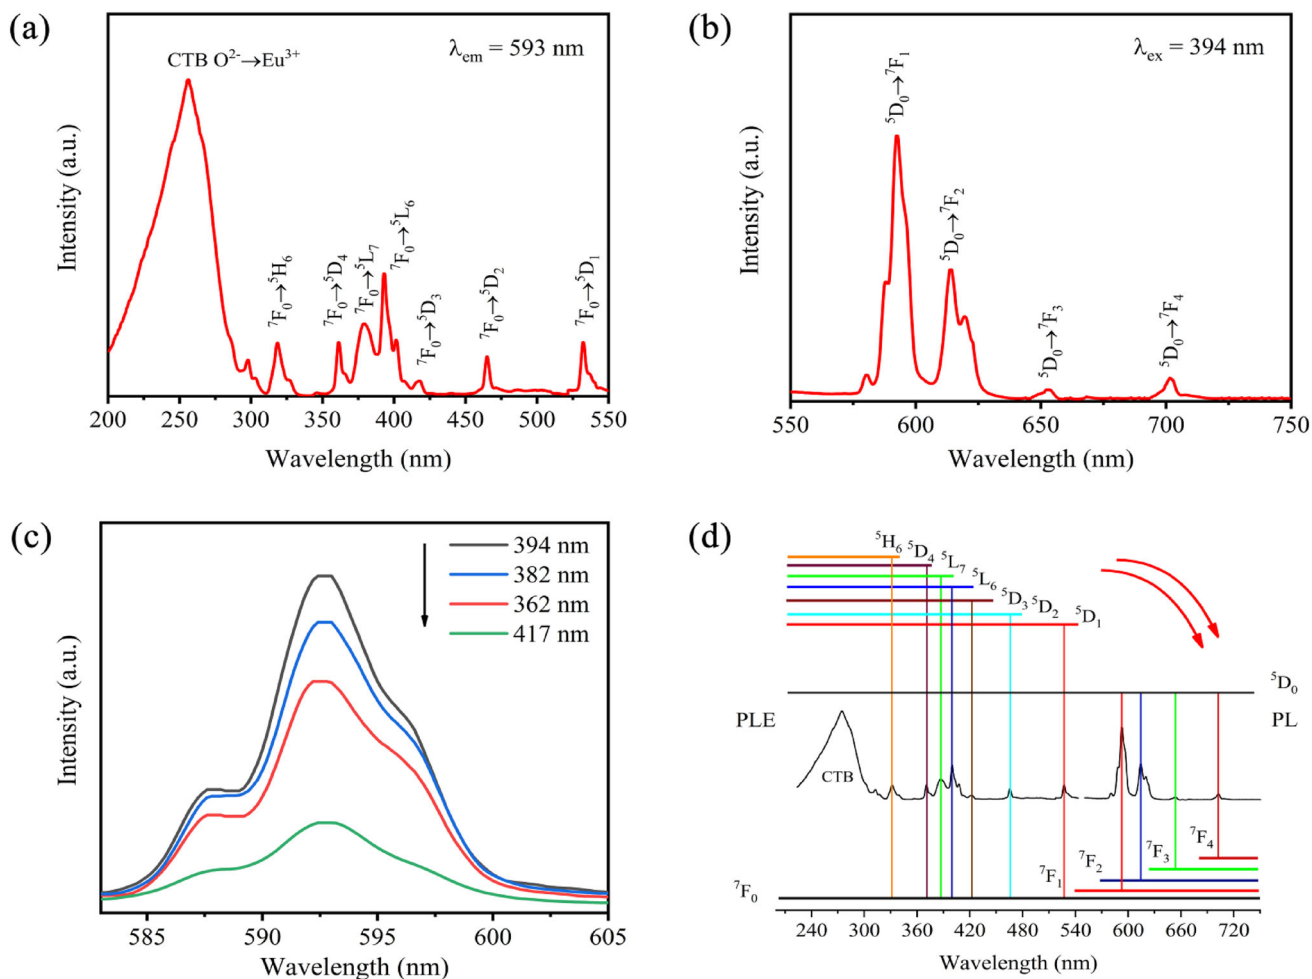 (a)
CTB O²⁻→Eu³⁺
λem = 593 nm
⁷F₀→⁵H₆
⁷F₀→⁵D₄
⁷F₀→⁵L₇
⁷F₀→⁵L₆
⁷F₀→⁵D₃
⁷F₀→⁵D₂
⁷F₀→⁵D₁
Intensity (a.u.)
200 250 300 350 400 450 500 550
Wavelength (nm)
(b)
λex = 394 nm
⁵D₀→⁷F₁
⁵D₀→⁷F₂
⁵D₀→⁷F₃
⁵D₀→⁷F₄
Intensity (a.u.)
550 600 650 700 750
Wavelength (nm)
(c)
394 nm
382 nm
362 nm
417 nm
Intensity (a.u.)
585 590 595 600 605
Wavelength (nm)
(d)
⁵H₆ ⁵D₄ ⁵L₇ ⁵L₆ ⁵D₃ ⁵D₂ ⁵D₁
⁵D₀
PLE
PL
CTB
⁷F₄
⁷F₃
⁷F₂
⁷F₁
⁷F₀
240 300 360 420 480 540 600 660 720
Wavelength (nm)